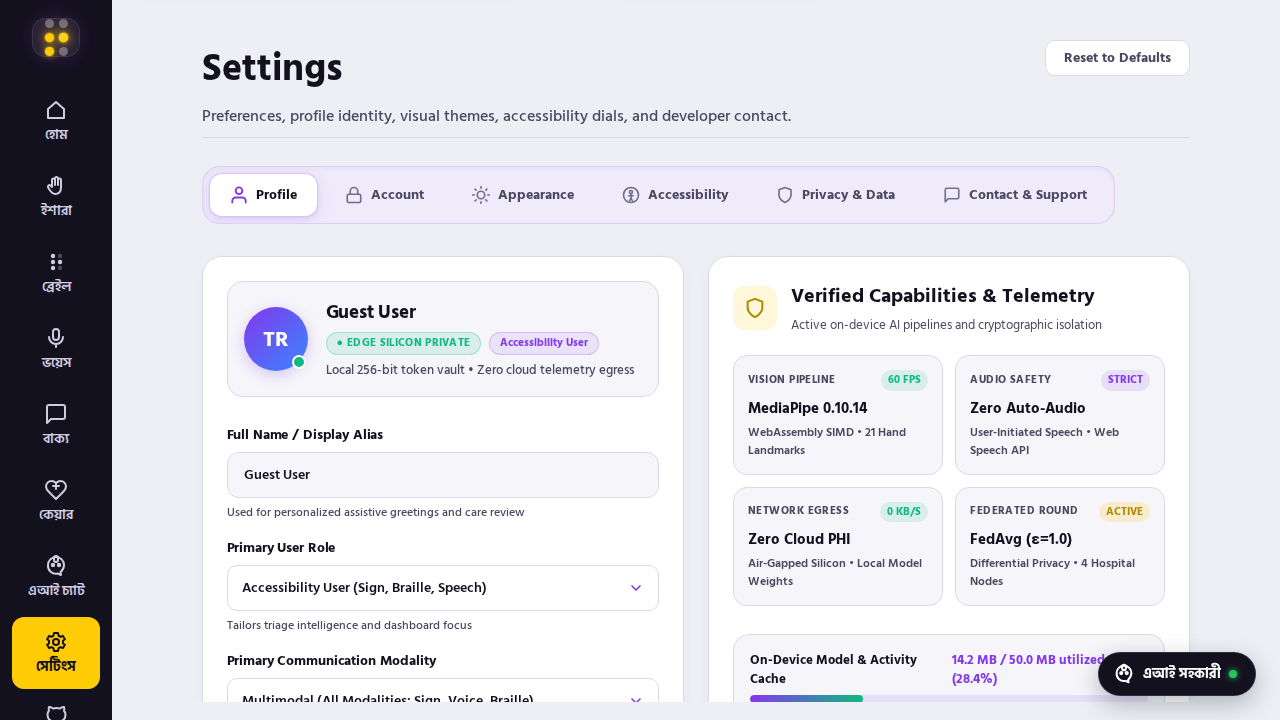 হোম
ইশারা
ব্রেইল
ভয়েস
বাক্য
কেয়ার
এআই চ্যাট
সেটিংস
Settings
Reset to Defaults
Preferences, profile identity, visual themes, accessibility dials, and developer contact.
Profile
Account
Appearance
Accessibility
Privacy & Data
Contact & Support
TR
Guest User
● EDGE SILICON PRIVATE
Accessibility User
Local 256-bit token vault • Zero cloud telemetry egress
Full Name / Display Alias
Guest User
Used for personalized assistive greetings and care review
Primary User Role
Accessibility User (Sign, Braille, Speech)
Tailors triage intelligence and dashboard focus
Primary Communication Modality
Multimodal (All Modalities: Sign, Voice, Braille)
Verified Capabilities & Telemetry
Active on-device AI pipelines and cryptographic isolation
VISION PIPELINE
60 FPS
MediaPipe 0.10.14
WebAssembly SIMD • 21 Hand
Landmarks
AUDIO SAFETY
STRICT
Zero Auto-Audio
User-Initiated Speech • Web
Speech API
NETWORK EGRESS
0 KB/S
Zero Cloud PHI
Air-Gapped Silicon • Local Model
Weights
FEDERATED ROUND
ACTIVE
FedAvg (ε=1.0)
Differential Privacy • 4 Hospital
Nodes
On-Device Model & Activity
Cache
14.2 MB / 50.0 MB utilized
(28.4%)
এআই সহকারী